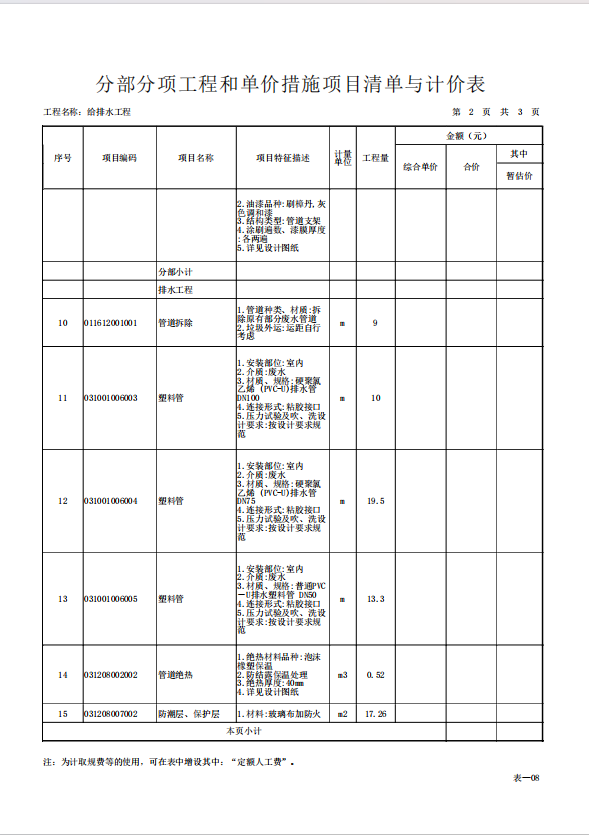 分部分项工程和单价措施项目清单与计价表
工程名称: 给排水工程
第 2 页 共 3 页
序号
项目编码
项目名称
项目特征描述
计量
单位
工程量
金额（元）
综合单价
合价
其中
暂估价
2.油漆品种:刷樟丹,灰
色调和漆
3.结构类型:管道支架
4.涂刷遍数、漆膜厚度
:各两遍
5.详见设计图纸
分部小计
排水工程
10
011612001001
管道拆除
1.管道种类、材质:拆
除原有部分废水管道
2.垃圾外运:运距自行
考虑
m
9
11
031001006003
塑料管
1.安装部位:室内
2.介质:废水
3.材质、规格:硬聚氯
乙烯 (PVC-U)排水管
DN100
4.连接形式:粘胶接口
5.压力试验及吹、洗设
计要求:按设计要求规
范
m
10
12
031001006004
塑料管
1.安装部位:室内
2.介质:废水
3.材质、规格:硬聚氯
乙烯 (PVC-U)排水管
DN75
4.连接形式:粘胶接口
5.压力试验及吹、洗设
计要求:按设计要求规
范
m
19.5
13
031001006005
塑料管
1.安装部位:室内
2.介质:废水
3.材质、规格:普通PVC
－U排水塑料管 DN50
4.连接形式:粘胶接口
5.压力试验及吹、洗设
计要求:按设计要求规
范
m
13.3
14
031208002002
管道绝热
1.绝热材料品种:泡沫
橡塑保温
2.防结露保温处理
3.绝热厚度:40mm
4.详见设计图纸
m3
0.52
15
031208007002
防潮层、保护层
1.材料:玻璃布加防火
m2
17.26
本页小计
注: 为计取规费等的使用，可在表中增设其中: “定额人工费”。
表—08